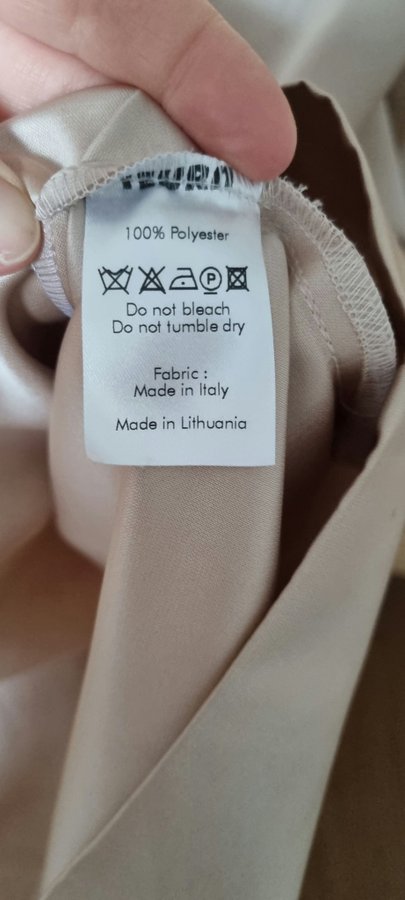 100% Polyester
P
Do not bleach
Do not tumble dry
Fabric :
Made in Italy
Made in Lithuania